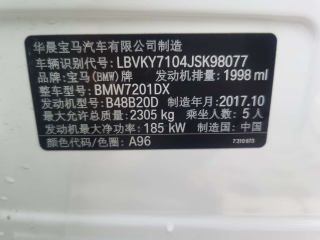 华晨宝马汽车有限公司制造
车辆识别代号: LBVKY7104JSK98077
品牌: 宝马(BMW)牌 发动机排量: 1998 ml
整车型号: BMW7201DX
发动机型号: B48B20D 制造年月: 2017.10
最大允许总质量: 2305 kg 乘坐人数: 5 人
发动机最大净功率: 185 kW 制造国: 中国
颜色代码/色圈: A96